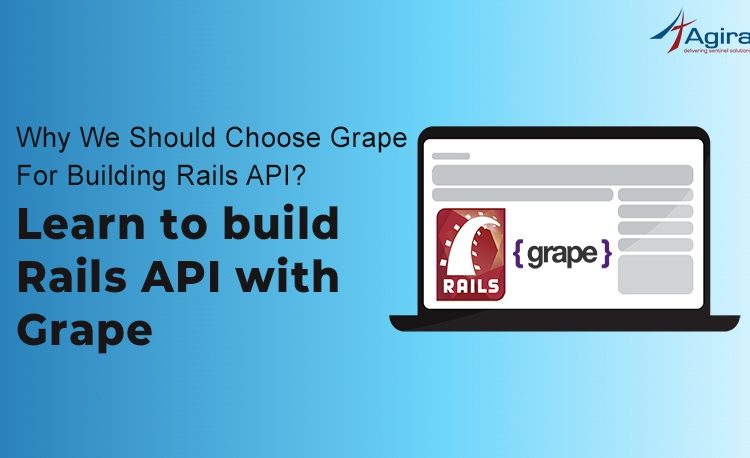 Agira
delivering sentinel solutions
Why We Should Choose Grape
For Building Rails API?
Learn to build
Rails API with
Grape
RAILS
{ grape }